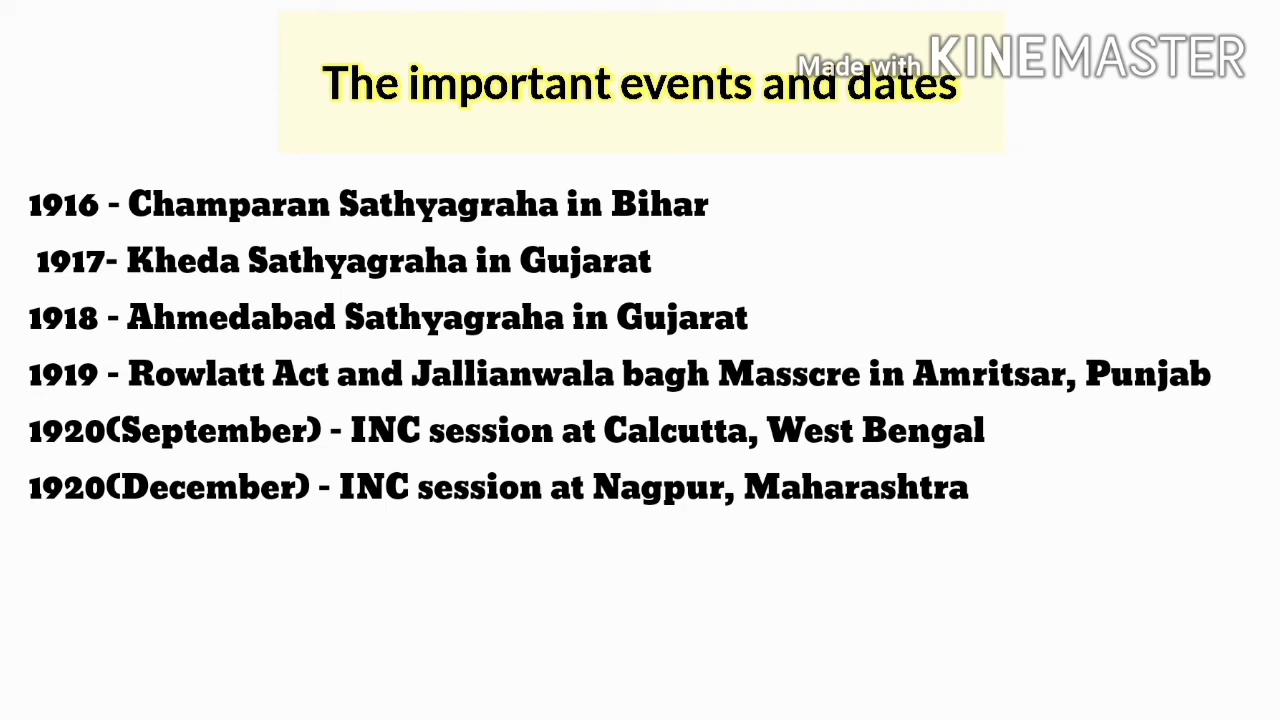 Made with KINEMASTER
The important events and dates
1916 - Champaran Sathyagraha in Bihar
1917- Kheda Sathyagraha in Gujarat
1918 - Ahmedabad Sathyagraha in Gujarat
1919 - Rowlatt Act and Jallianwala bagh Masscre in Amritsar, Punjab
1920(September) - INC session at Calcutta, West Bengal
1920(December) - INC session at Nagpur, Maharashtra